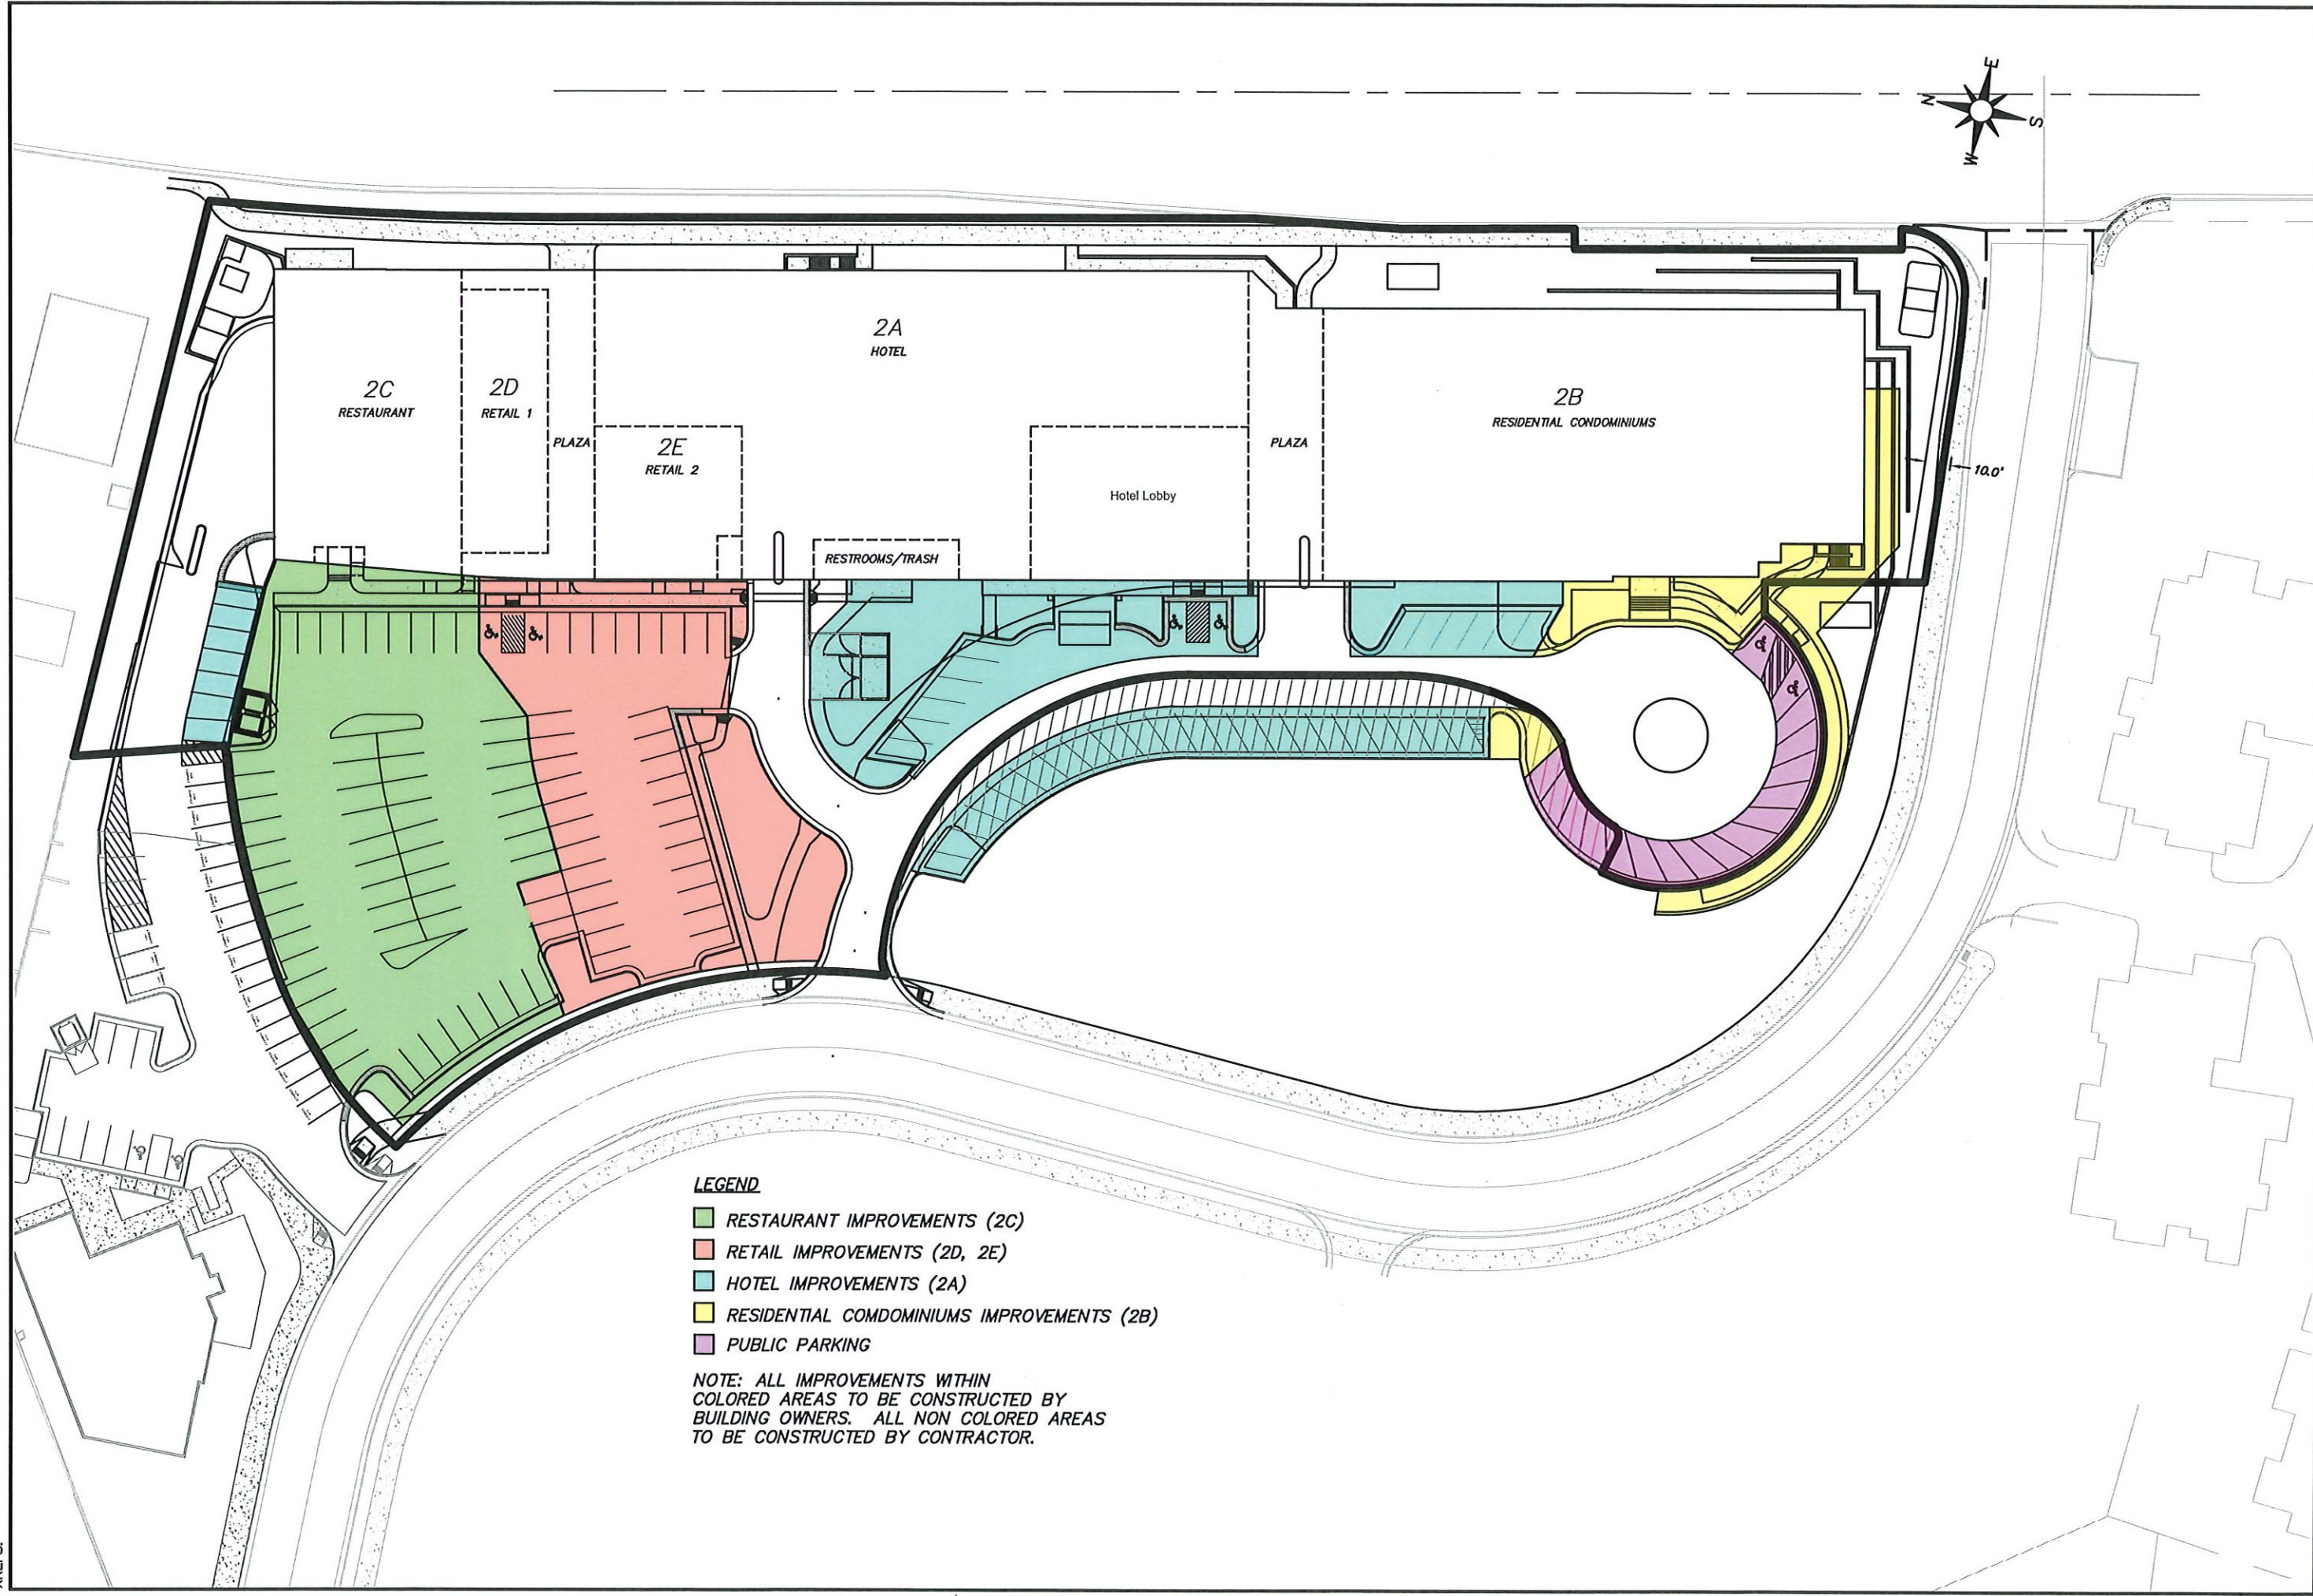 E
N
S
W
2A
HOTEL
2C
RESTAURANT
2D
RETAIL 1
PLAZA
2E
RETAIL 2
2B
RESIDENTIAL CONDOMINIUMS
PLAZA
10.0'
Hotel Lobby
RESTROOMS/TRASH
LEGEND
RESTAURANT IMPROVEMENTS (2C)
RETAIL IMPROVEMENTS (2D, 2E)
HOTEL IMPROVEMENTS (2A)
RESIDENTIAL COMDOMINIUMS IMPROVEMENTS (2B)
PUBLIC PARKING
NOTE: ALL IMPROVEMENTS WITHIN
COLORED AREAS TO BE CONSTRUCTED BY
BUILDING OWNERS. ALL NON COLORED AREAS
TO BE CONSTRUCTED BY CONTRACTOR.